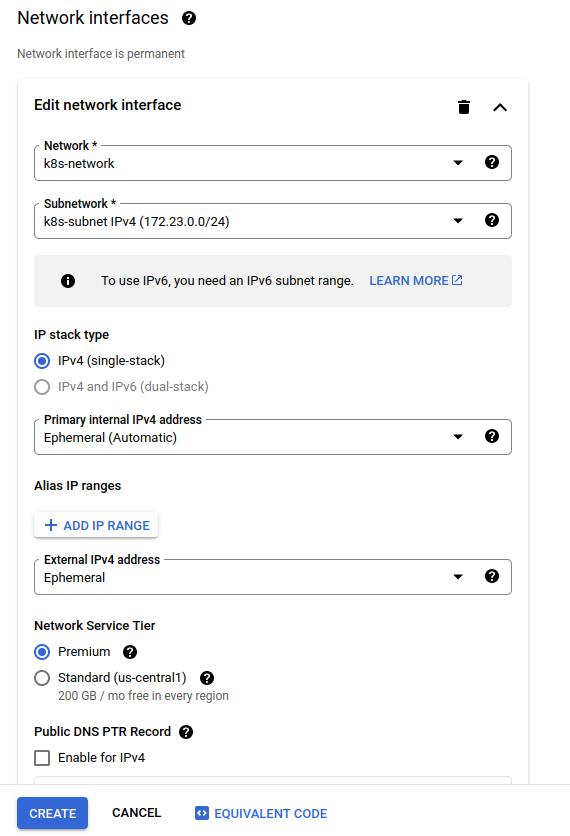 Network interfaces
Network interface is permanent
Edit network interface
Network *
k8s-network
Subnetwork *
k8s-subnet IPv4 (172.23.0.0/24)
To use IPv6, you need an IPv6 subnet range. LEARN MORE
IP stack type
IPv4 (single-stack)
IPv4 and IPv6 (dual-stack)
Primary internal IPv4 address
Ephemeral (Automatic)
Alias IP ranges
ADD IP RANGE
External IPv4 address
Ephemeral
Network Service Tier
Premium
Standard (us-central1)
200 GB / mo free in every region
Public DNS PTR Record
Enable for IPv4
CREATE CANCEL EQUIVALENT CODE